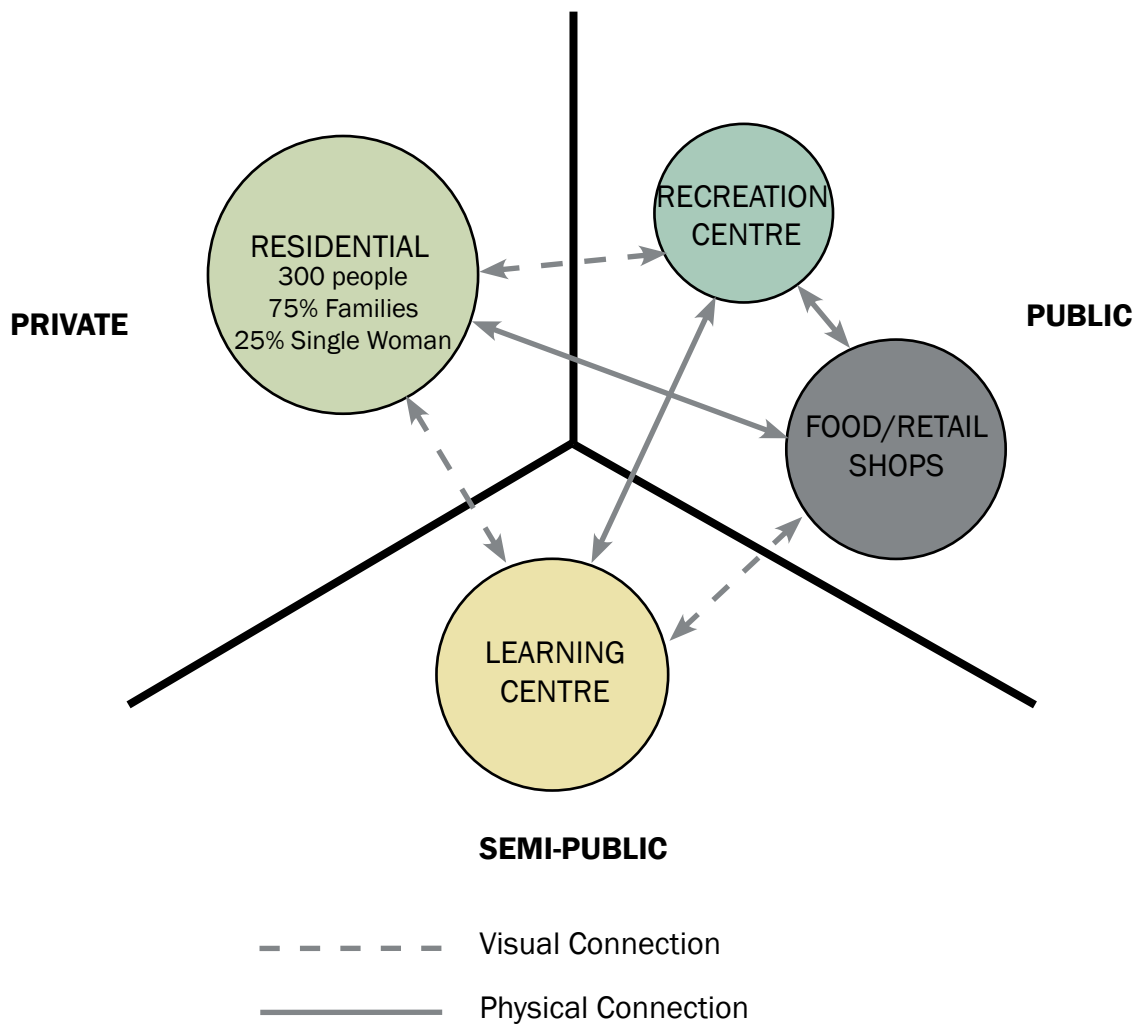 RECREATION
CENTRE
RESIDENTIAL
300 people
75% Families
25% Single Woman
PRIVATE
PUBLIC
FOOD/RETAIL
SHOPS
LEARNING
CENTRE
SEMI-PUBLIC
Visual Connection
Physical Connection